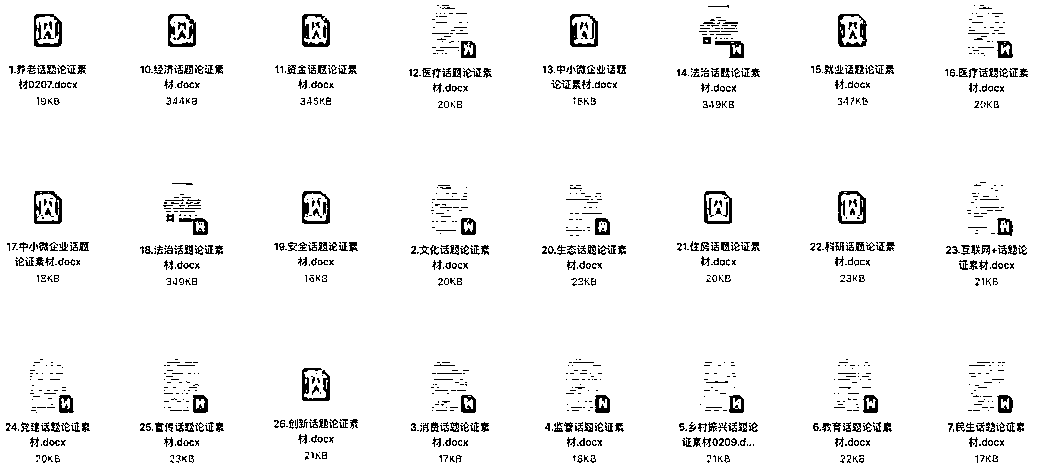 1.养老话题论证素
材0207.docx
19KB
10.经济话题论证素
材.docx
344KB
11.资金话题论证素
材.docx
345KB
12.医疗话题论证素
材.docx
20KB
13.中小微企业话题
论证素材.docx
18KB
14.法治话题论证素
材.docx
349KB
15.就业话题论证素
材.docx
347KB
16.医疗话题论证素
材.docx
20KB
17.中小微企业话题
论证素材.docx
18KB
18.法治话题论证素
材.docx
349KB
19.安全话题论证素
材.docx
16KB
2.文化话题论证素
材.docx
20KB
20.生态话题论证素
材.docx
23KB
21.住房话题论证素
材.docx
20KB
22.科研话题论证素
材.docx
23KB
23.互联网+话题论
证素材.docx
21KB
24.党建话题论证素
材.docx
20KB
25.宣传话题论证素
材.docx
23KB
26.创新话题论证素
材.docx
21KB
3.消费话题论证素
材.docx
17KB
4.监管话题论证素
材.docx
18KB
5.乡村振兴话题论
证素材0209.d...
21KB
6.教育话题论证素
材.docx
22KB
7.民生话题论证素
材.docx
17KB